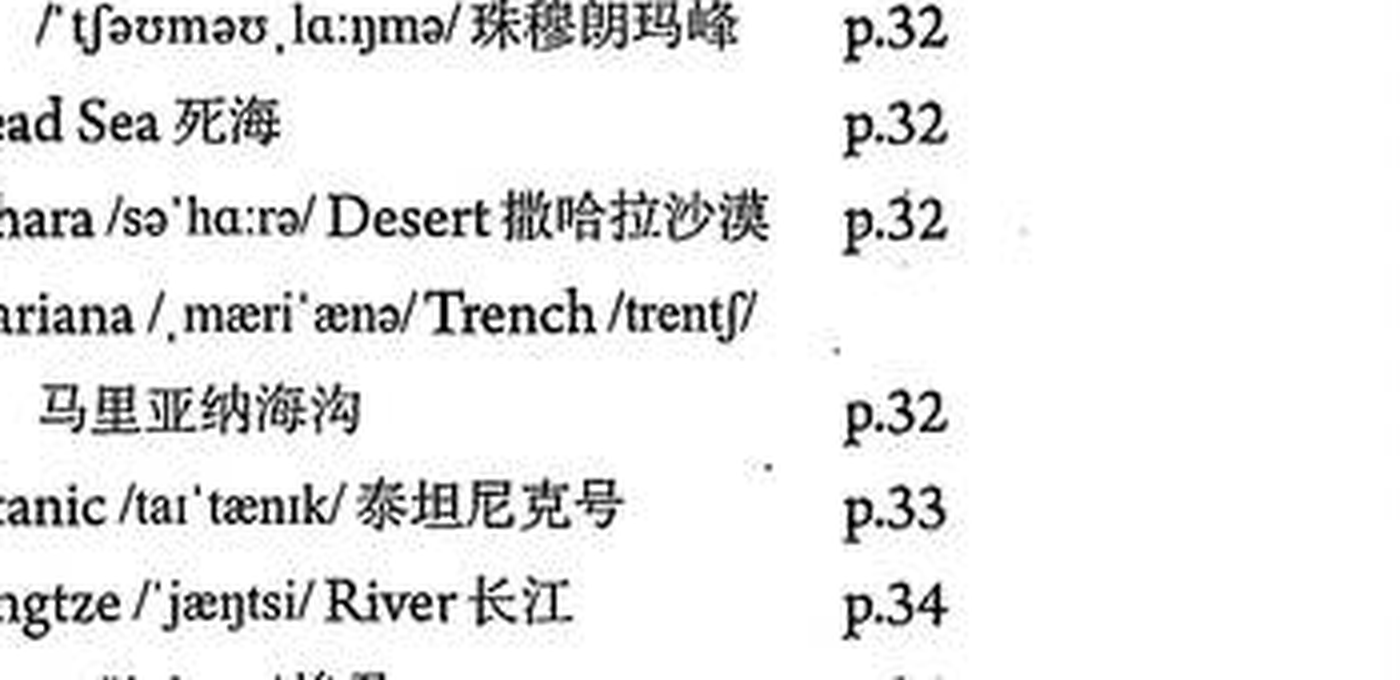 /ˈtʃəʊməʊˌlɑːŋmə/ 珠穆朗玛峰 p.32
ead Sea 死海 p.32
hara /səˈhɑːrə/ Desert 撒哈拉沙漠 p.32
ariana /ˌmæriˈænə/ Trench /trentʃ/
马里亚纳海沟 p.32
tanic /taɪˈtænɪk/ 泰坦尼克号 p.33
ngtze /ˈjæŋtsi/ River 长江 p.34